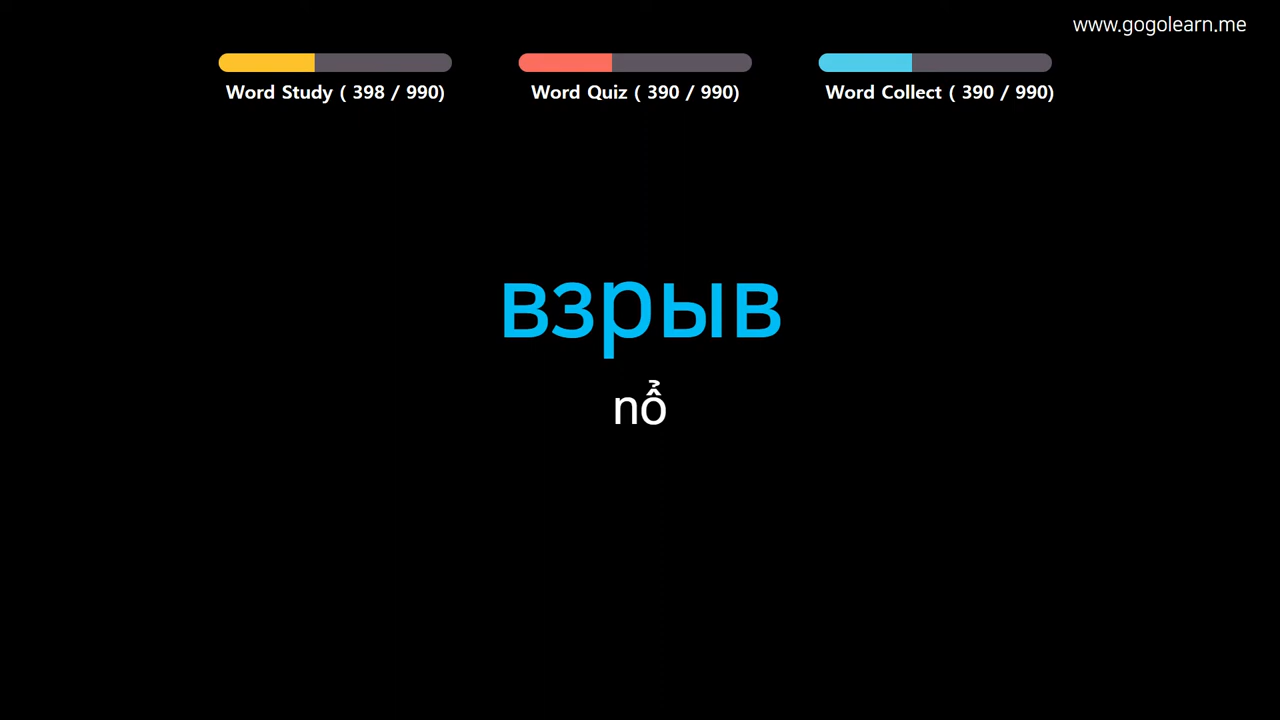 www.gogolearn.me
Word Study ( 398 / 990)
Word Quiz ( 390 / 990)
Word Collect ( 390 / 990)
взрыв
nổ